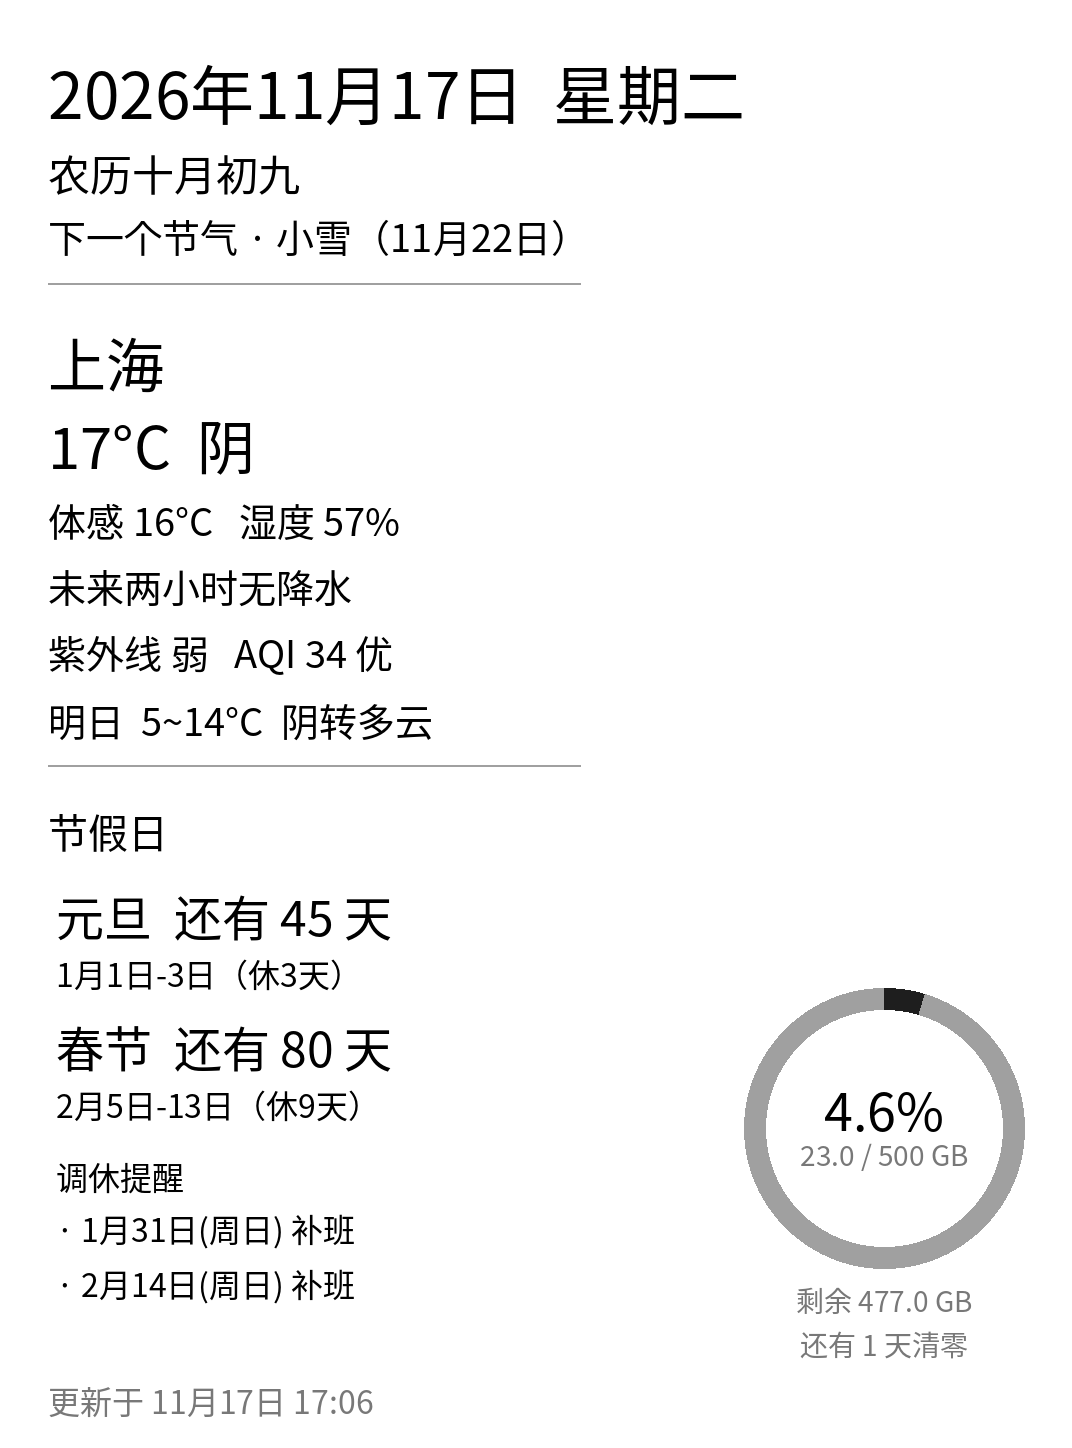 2026年11月17日 星期二
农历十月初九
下一个节气 · 小雪（11月22日）
上海
17°C 阴
体感 16°C 湿度 57%
未来两小时无降水
紫外线 弱 AQI 34 优
明日 5~14°C 阴转多云
节假日
元旦 还有 45 天
1月1日-3日（休3天）
春节 还有 80 天
2月5日-13日（休9天）
调休提醒
· 1月31日(周日) 补班
· 2月14日(周日) 补班
4.6%
23.0 / 500 GB
剩余 477.0 GB
还有 1 天清零
更新于 11月17日 17:06